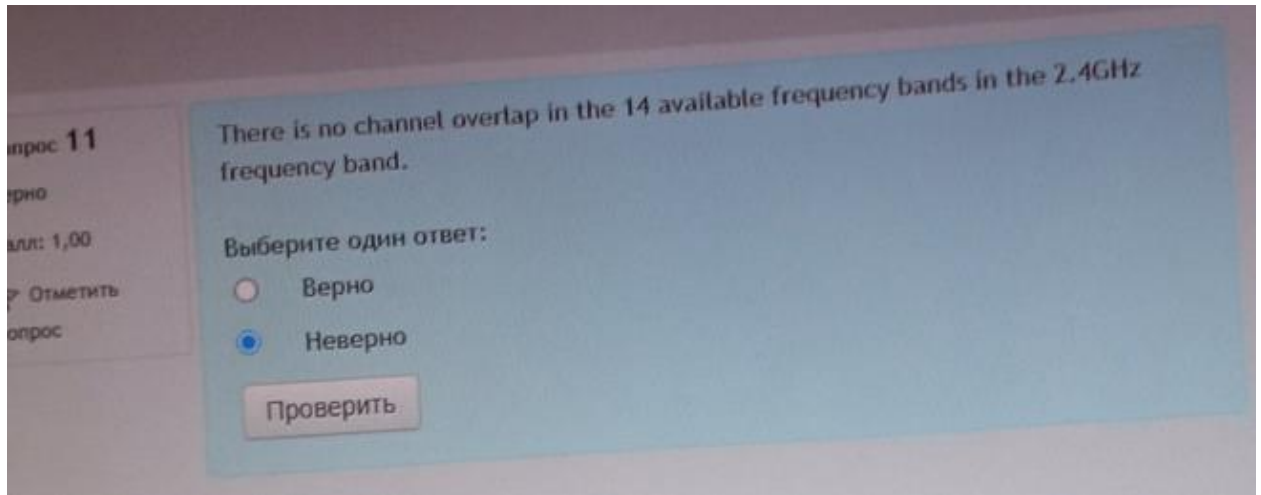 There is no channel overlap in the 14 available frequency bands in the 2.4GHz
frequency band.
опрос 11
ерно
алл: 1,00
Отметить
опрос
Выберите один ответ:
Верно
Неверно
Проверить